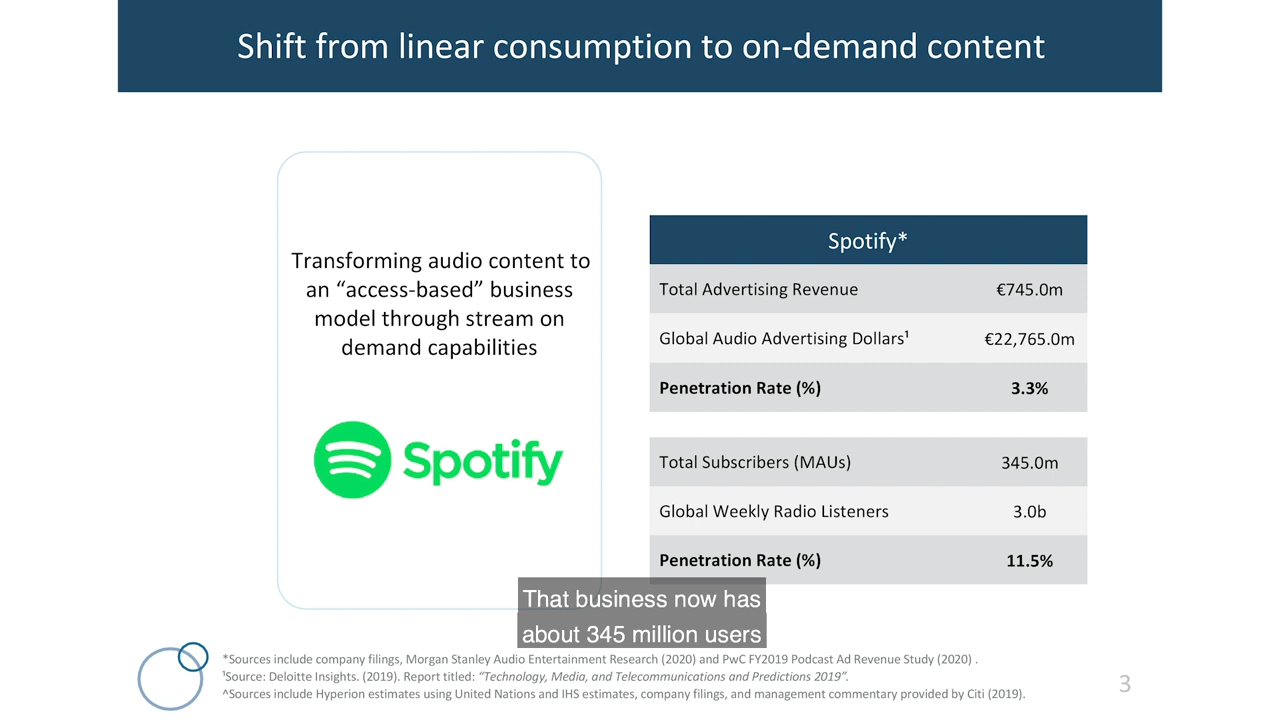 Shift from linear consumption to on-demand content
Transforming audio content to
an “access-based” business
model through stream on
demand capabilities
Spotify
Spotify*
Total Advertising Revenue €745.0m
Global Audio Advertising Dollars¹ €22,765.0m
Penetration Rate (%) 3.3%
Total Subscribers (MAUs) 345.0m
Global Weekly Radio Listeners 3.0b
Penetration Rate (%) 11.5%
That business now has
about 345 million users
*Sources include company filings, Morgan Stanley Audio Entertainment Research (2020) and PwC FY2019 Podcast Ad Revenue Study (2020) .
¹Source: Deloitte Insights. (2019). Report titled: “Technology, Media, and Telecommunications and Predictions 2019”.
^Sources include Hyperion estimates using United Nations and IHS estimates, company filings, and management commentary provided by Citi (2019).
3